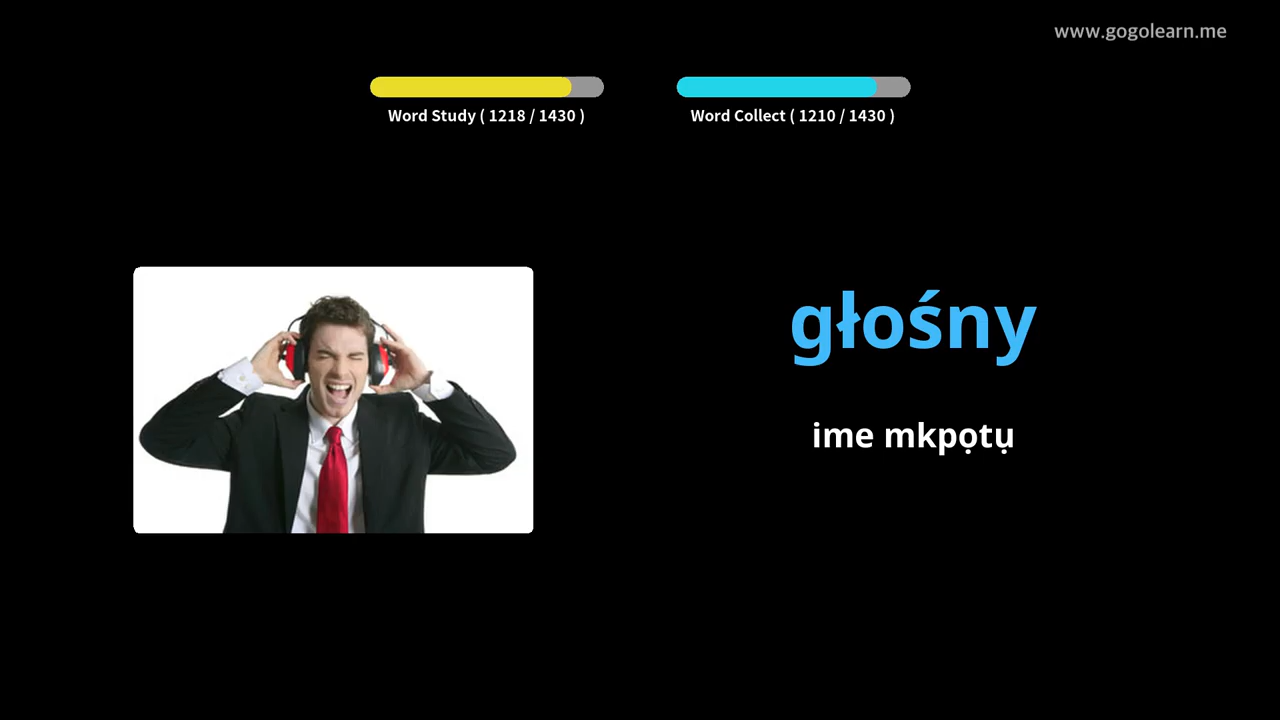 www.gogolearn.me
Word Study ( 1218 / 1430 )
Word Collect ( 1210 / 1430 )
głośny
ime mkpọtụ